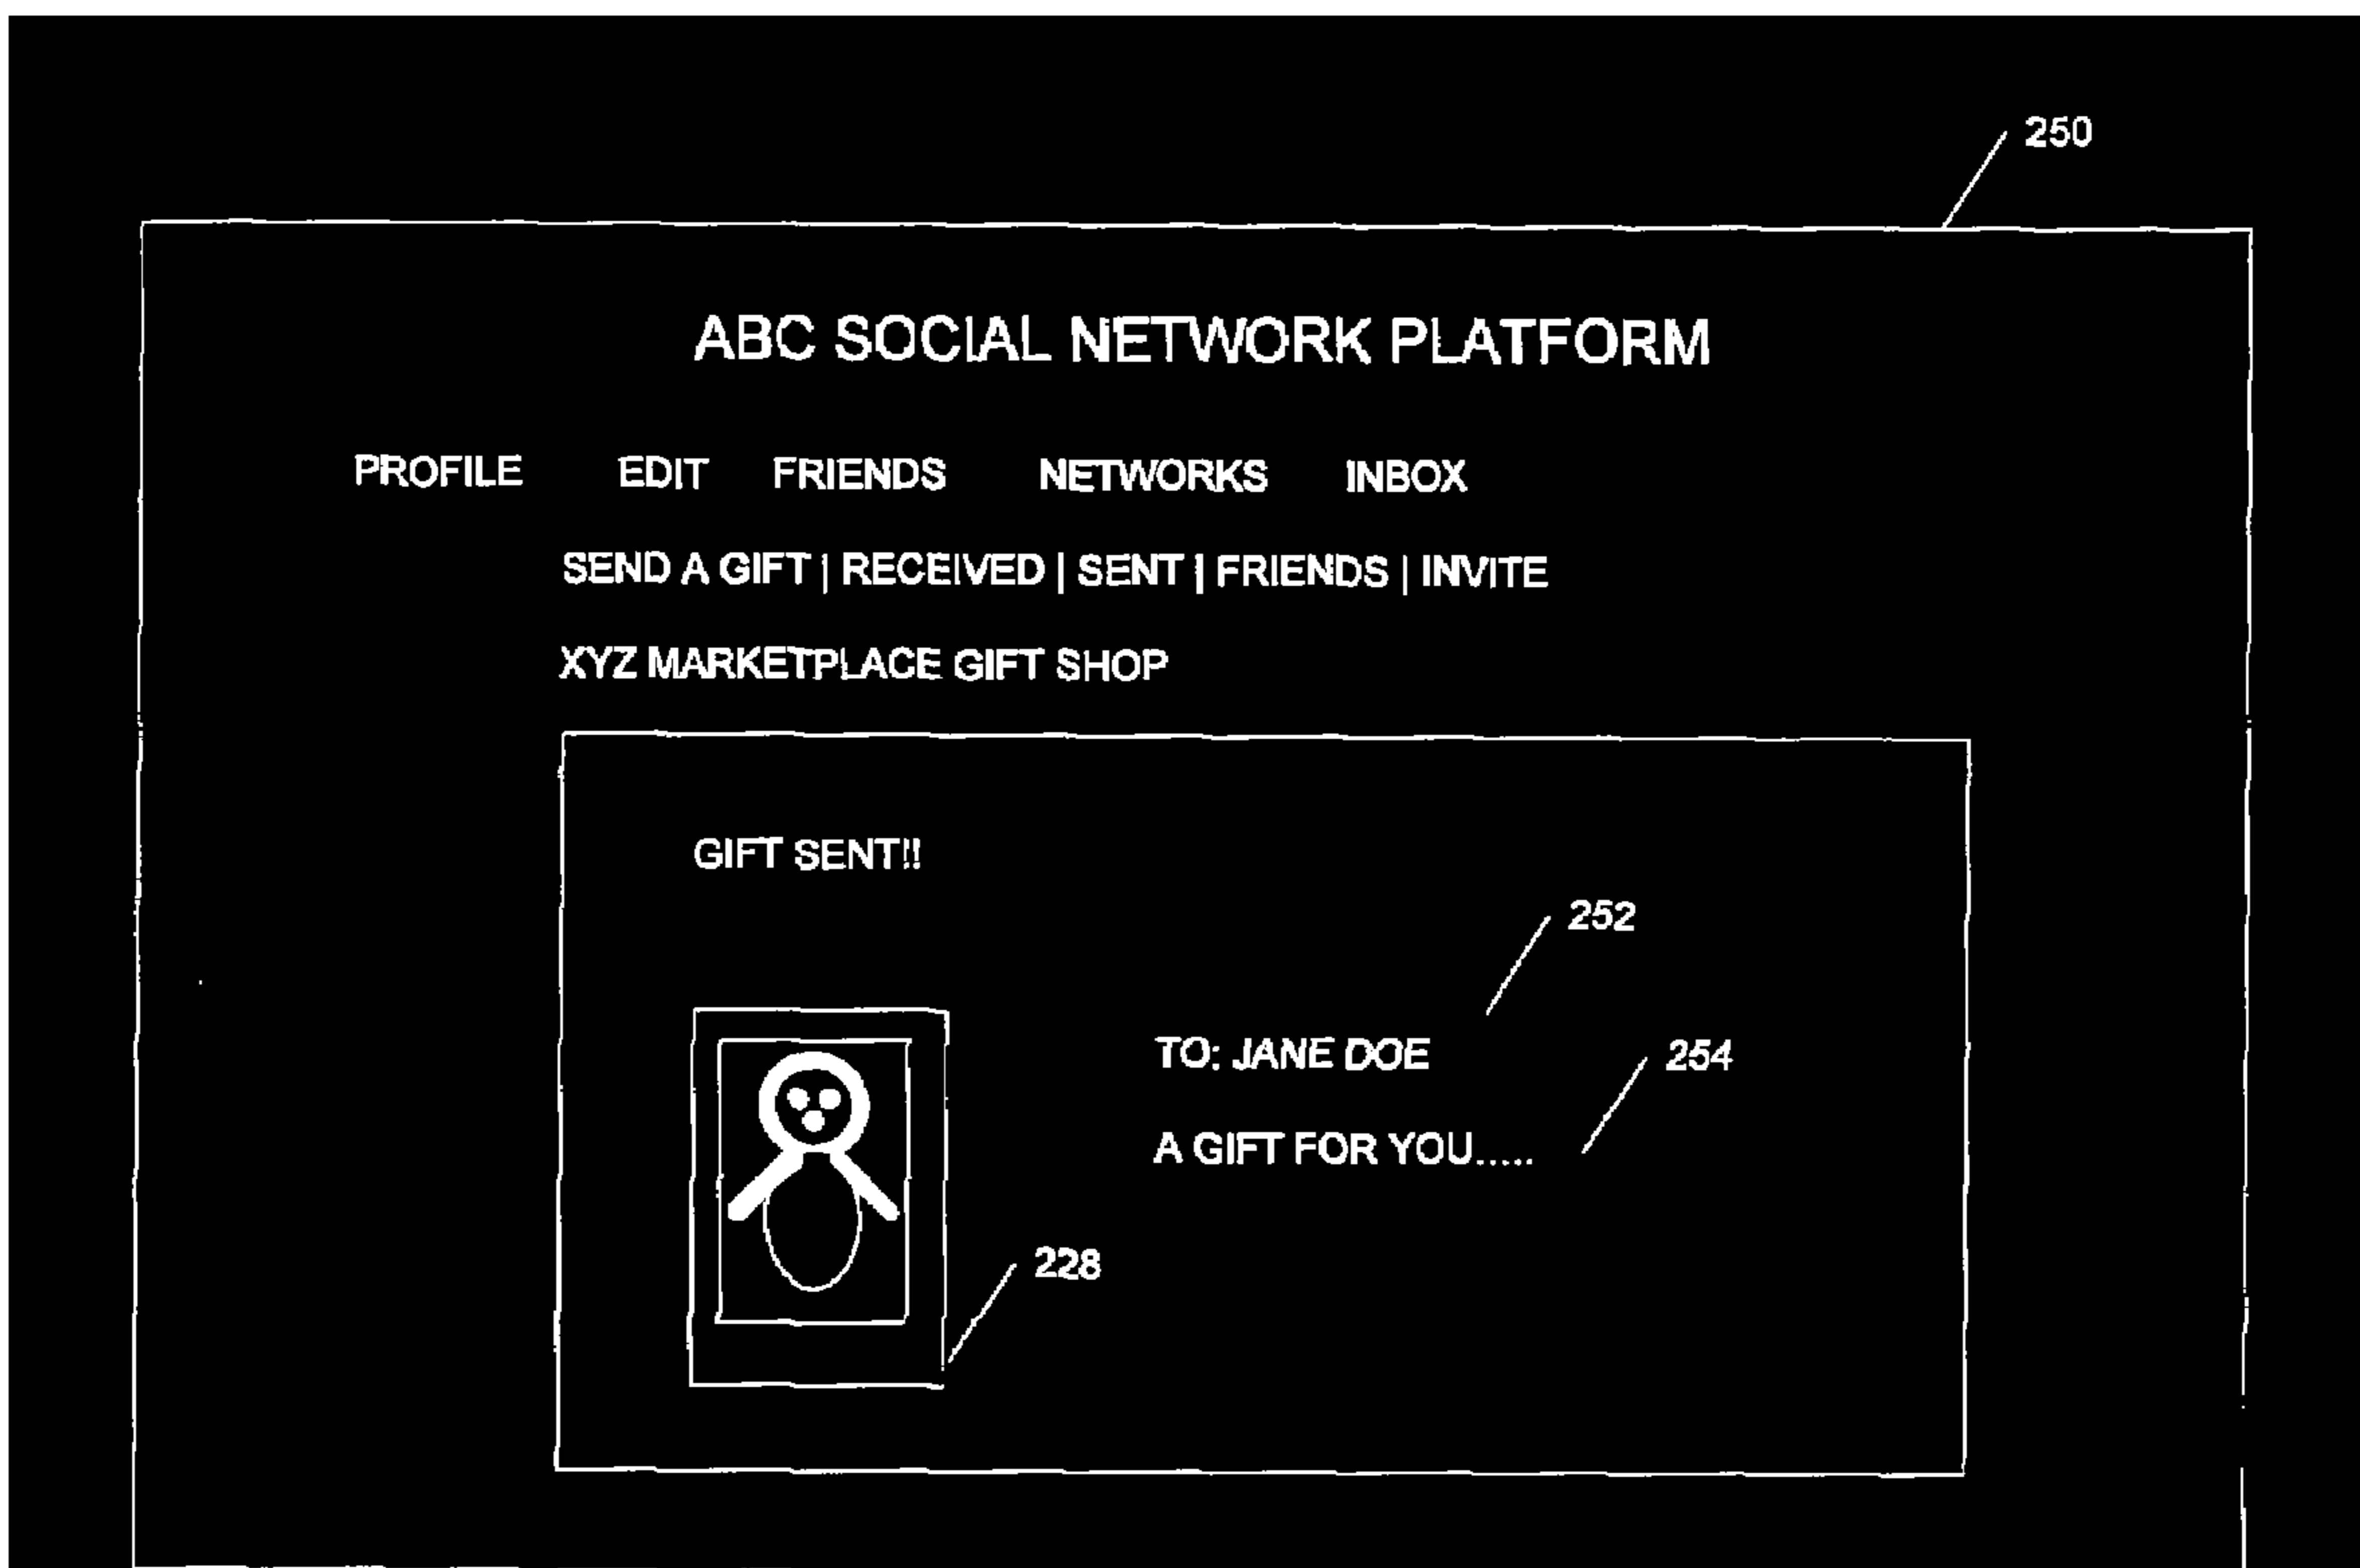 250
ABC SOCIAL NETWORK PLATFORM
PROFILE EDIT FRIENDS NETWORKS INBOX
SEND A GIFT | RECEIVED | SENT | FRIENDS | INVITE
XYZ MARKETPLACE GIFT SHOP
GIFT SENT!!
252
TO: JANE DOE
254
A GIFT FOR YOU.....
228